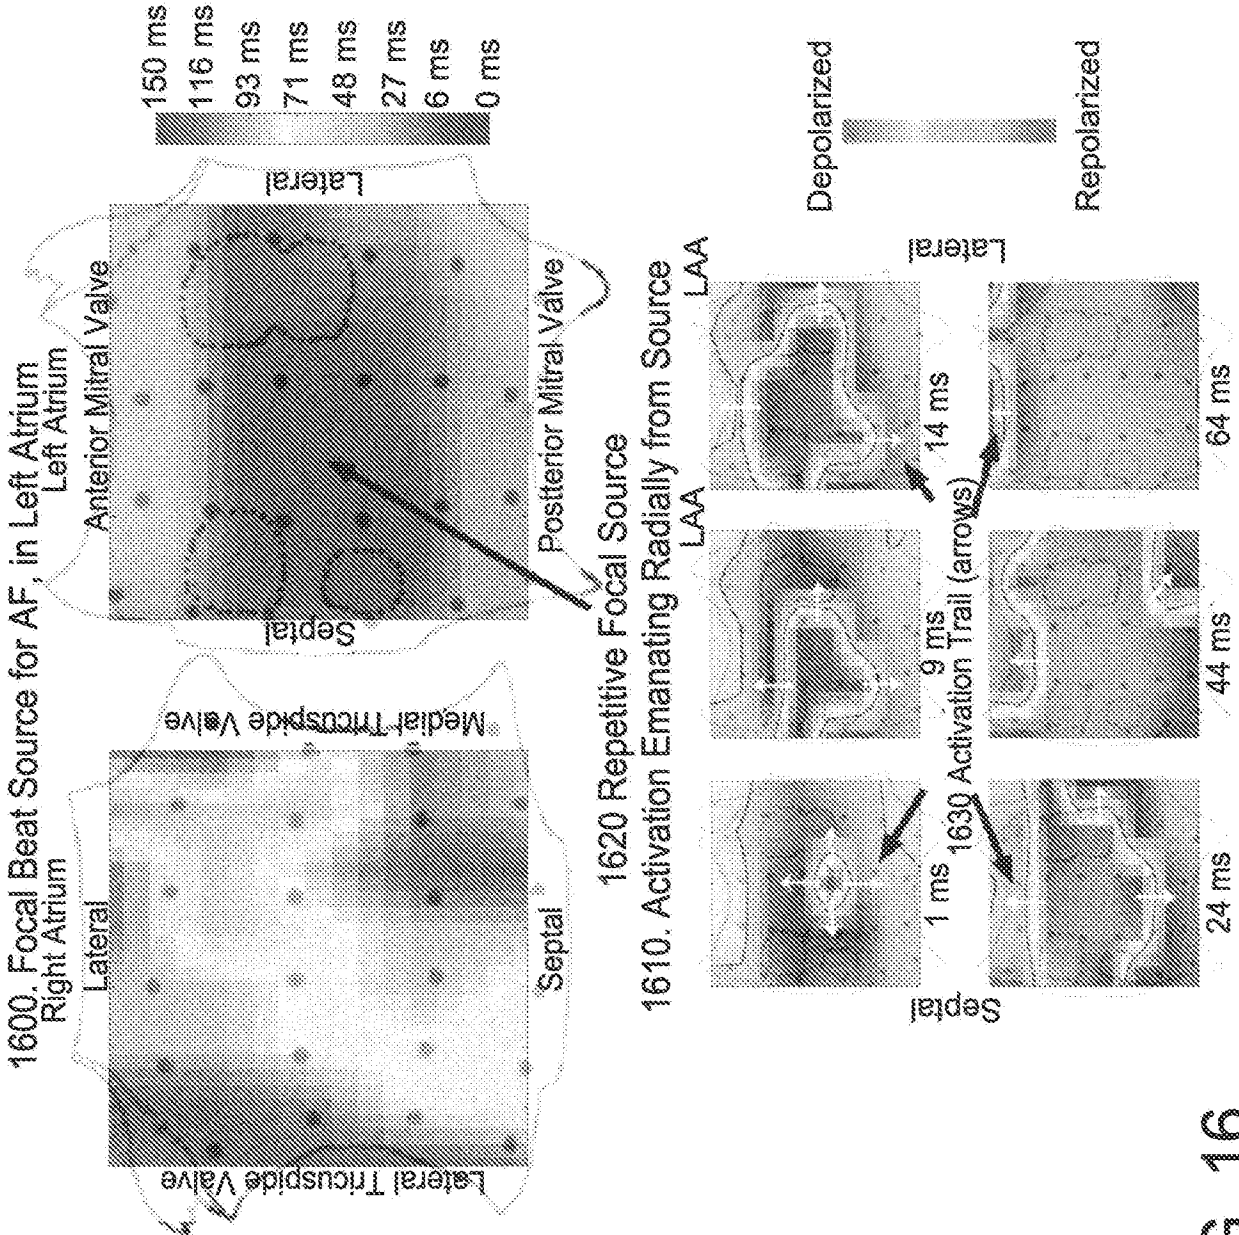 1600. Focal Beat Source for AF, in Left Atrium
Right Atrium
Left Atrium
Lateral
Anterior Mitral Valve
Lateral Tricuspide Valve
Medial Tricuspide Valve
Septal
Lateral
Septal
Postterior Mitral Valve
150 ms
116 ms
93 ms
71 ms
48 ms
27 ms
6 ms
0 ms
1620 Repetitive Focal Source
1610. Activation Emanating Radially from Source
LAA
LAA
Septal
Lateral
1 ms
9 ms
14 ms
1630 Activation Trail (arrows)
24 ms
44 ms
64 ms
Depolarized
Repolarized
16